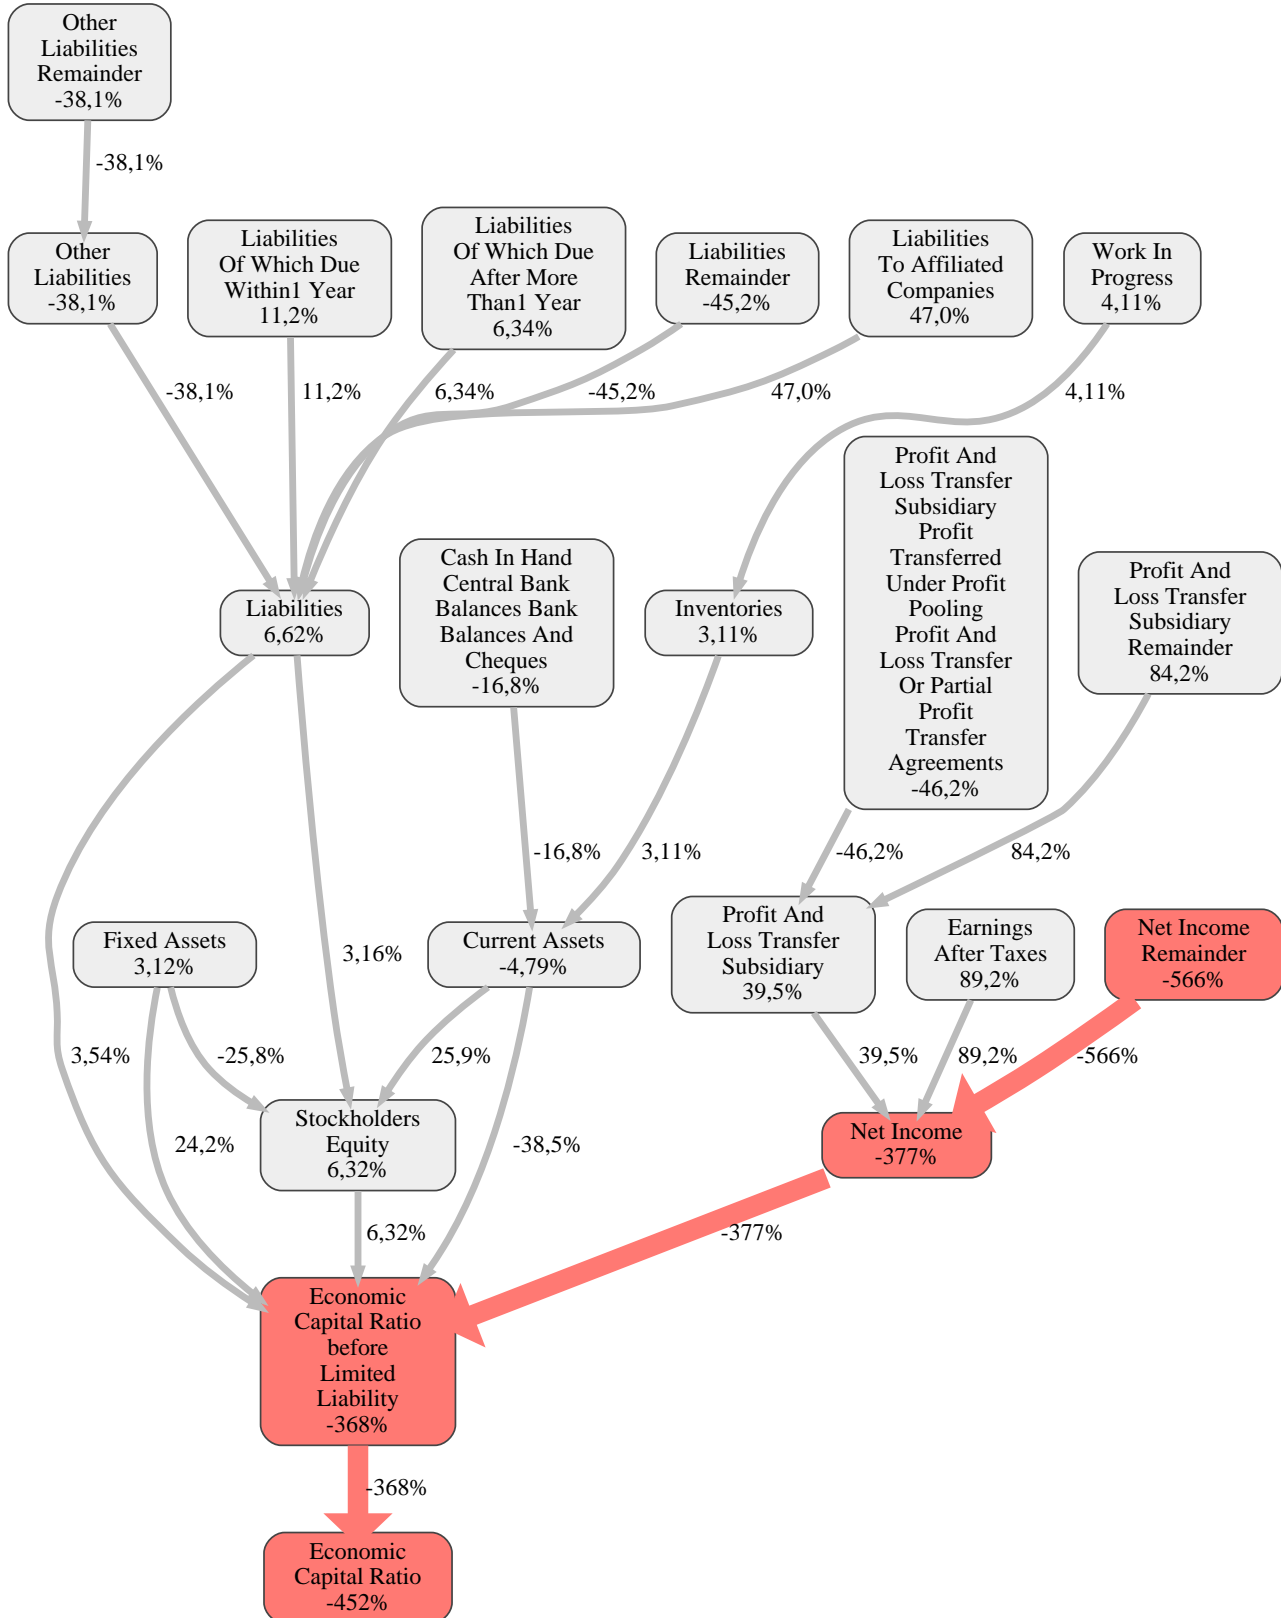 Other
Liabilities
Remainder
-38,1%
-38,1%
Other
Liabilities
-38,1%
Liabilities
Of Which Due
Within1 Year
11,2%
Liabilities
Of Which Due
After More
Than1 Year
6,34%
Liabilities
Remainder
-45,2%
Liabilities
To Affiliated
Companies
47,0%
Work In
Progress
4,11%
-38,1%
11,2%
6,34%
-45,2%
47,0%
4,11%
Liabilities
6,62%
Cash In Hand
Central Bank
Balances Bank
Balances And
Cheques
-16,8%
Inventories
3,11%
Profit And
Loss Transfer
Subsidiary
Profit
Transferred
Under Profit
Pooling
Profit And
Loss Transfer
Or Partial
Profit
Transfer
Agreements
-46,2%
Profit And
Loss Transfer
Subsidiary
Remainder
84,2%
-16,8%
3,11%
-46,2%
84,2%
Fixed Assets
3,12%
3,16%
Current Assets
-4,79%
Profit And
Loss Transfer
Subsidiary
39,5%
Earnings
After Taxes
89,2%
Net Income
Remainder
-566%
3,54%
-25,8%
25,9%
39,5%
89,2%
-566%
24,2%
Stockholders
Equity
6,32%
-38,5%
Net Income
-377%
6,32%
-377%
Economic
Capital Ratio
before
Limited
Liability
-368%
-368%
Economic
Capital Ratio
-452%